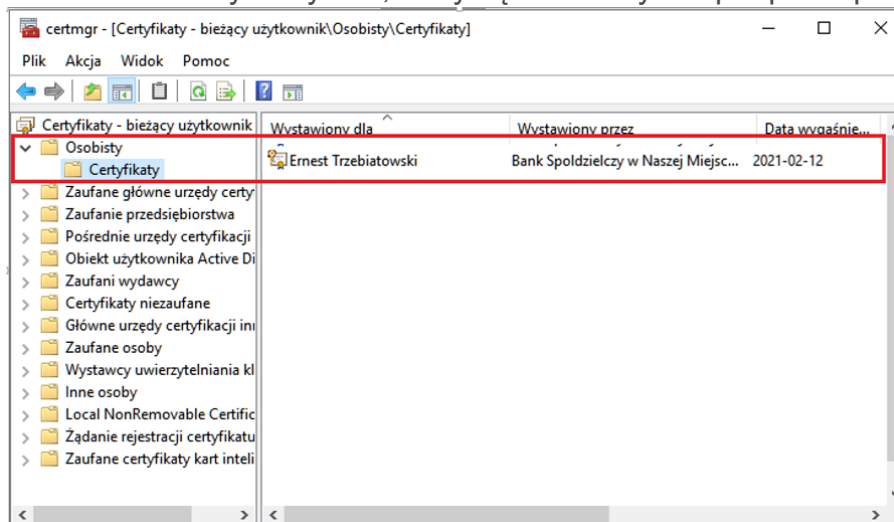 certmgr - [Certyfikaty - bieżący użytkownik\Osobisty\Certyfikaty]
Plik Akcja Widok Pomoc
Certyfikaty - bieżący użytkownik
Osobisty
Certyfikaty
Zaufane główne urzędy certy
Zaufanie przedsiębiorstwa
Pośrednie urzędy certyfikacji
Obiekt użytkownika Active Di
Zaufani wydawcy
Certyfikaty niezaufane
Główne urzędy certyfikacji inn
Zaufane osoby
Wystawcy uwierzytelniania kl
Inne osoby
Local NonRemovable Certific
Żądanie rejestracji certyfikatu
Zaufane certyfikaty kart inteli
Wystawiony dla Wystawiony przez Data wygaśnie...
Ernest Trzebiatowski Bank Spoldzielczy w Naszej Miejsc... 2021-02-12